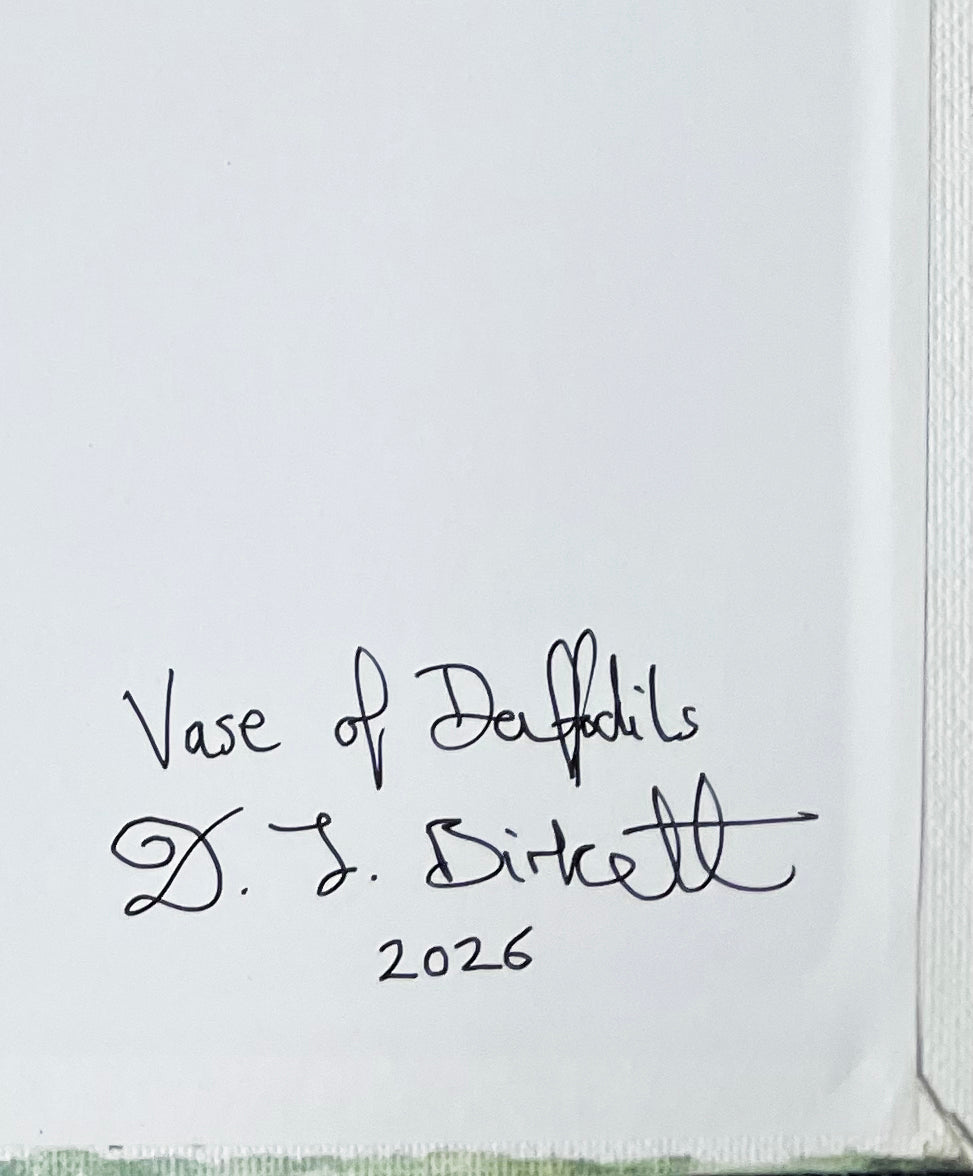 Vase of Daffodils
D. J. Birkett
2026